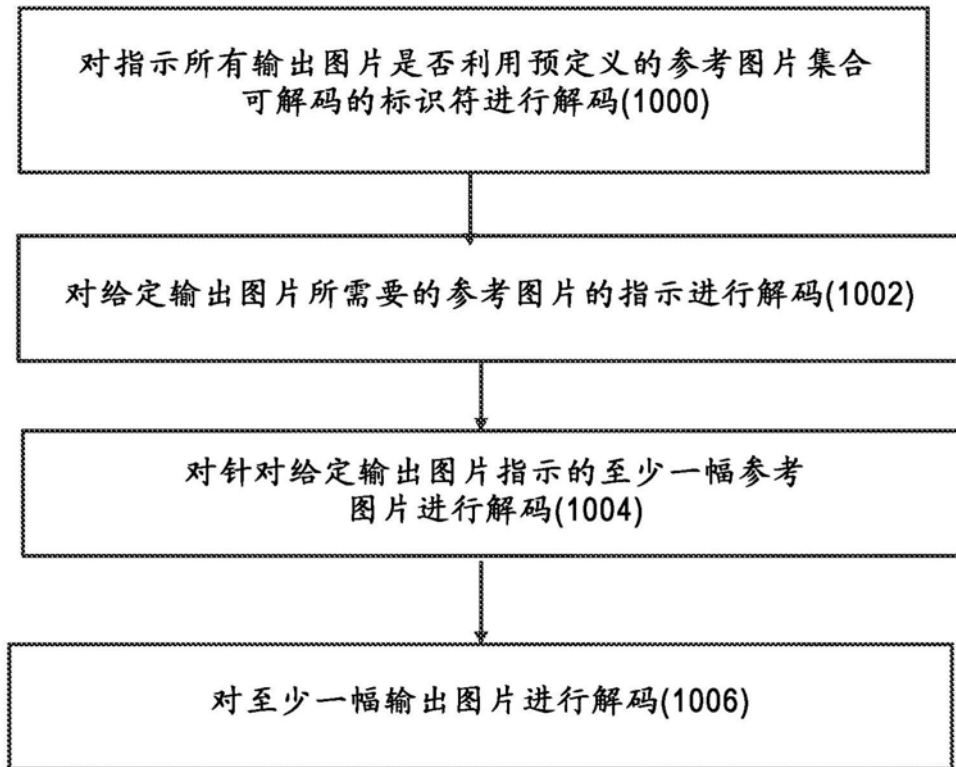 对指示所有输出图片是否利用预定义的参考图片集合
可解码的标识符进行解码(1000)
对给定输出图片所需要的参考图片的指示进行解码(1002)
对针对给定输出图片指示的至少一幅参考
图片进行解码(1004)
对至少一幅输出图片进行解码(1006)